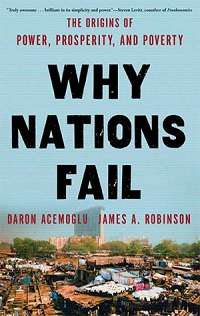 "Truly awesome . . . brilliant in its simplicity and power."—Steven Levitt, coauthor of Freakonomics
THE ORIGINS OF
POWER, PROSPERITY, AND POVERTY
WHY
NATIONS
FAIL
DARON ACEMOGLU JAMES A. ROBINSON